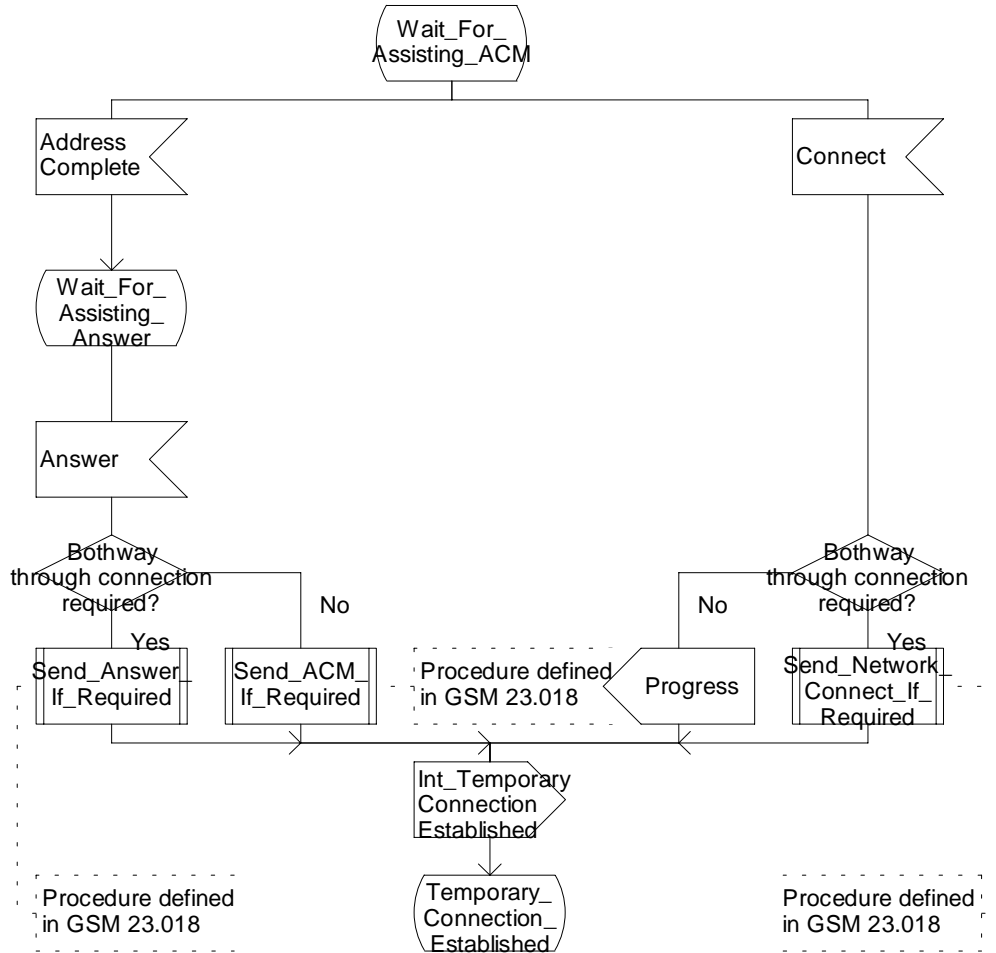 Wait_For_
Assisting_ACM
Address
Complete
Connect
Wait_For_
Assisting_
Answer
Answer
Bothway
through connection
required?
Bothway
through connection
required?
No
No
Yes
Yes
Send_Answer_
If_Required
Send_ACM_
If_Required
Procedure defined
in GSM 23.018
Progress
Send_Network_
Connect_If_
Required
Int_Temporary
Connection
Established
Procedure defined
in GSM 23.018
Temporary_
Connection_
Established
Procedure defined
in GSM 23.018